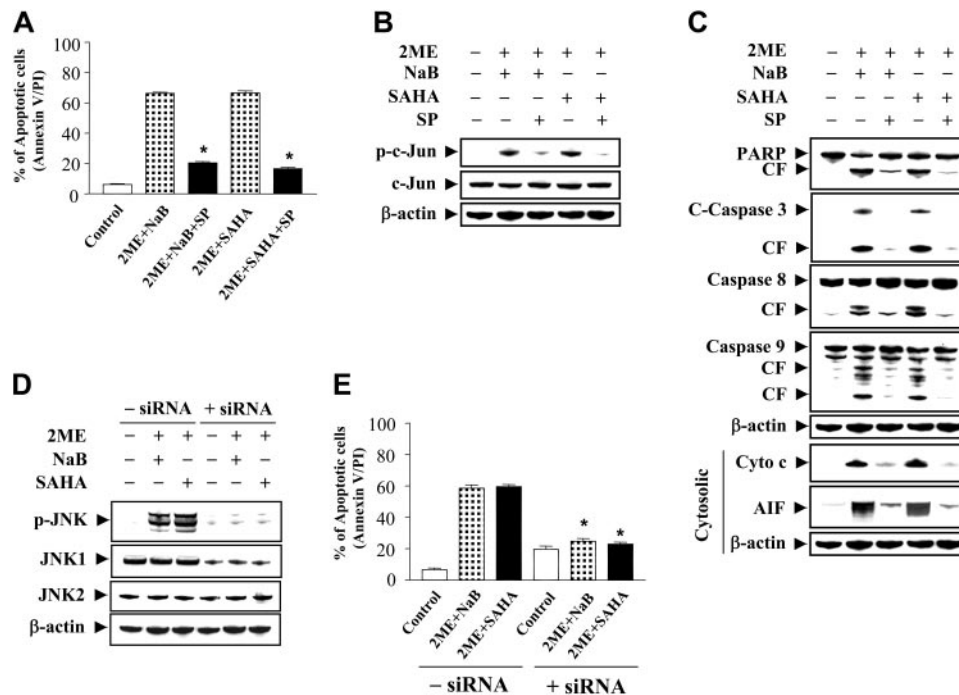 A
% of Apoptotic cells
(Annexin V/PI)
100
80
60
40
20
0
*
*
Control
2ME+NaB
2ME+NaB+SP
2ME+SAHA
2ME+SAHA+SP
B
2ME – + + + +
NaB – + + – –
SAHA – – – + +
SP – – + – +
p-c-Jun
c-Jun
β-actin
C
2ME – + + + +
NaB – + + – –
SAHA – – – + +
SP – – + – +
PARP
CF
C-Caspase 3
CF
Caspase 8
CF
Caspase 9
CF
CF
β-actin
Cytosolic
Cyto c
AIF
β-actin
D
– siRNA + siRNA
2ME – + + – + +
NaB – + – – + –
SAHA – – + – – +
p-JNK
JNK1
JNK2
β-actin
E
% of Apoptotic cells
(Annexin V/PI)
100
80
60
40
20
0
*
*
Control
2ME+NaB
2ME+SAHA
Control
2ME+NaB
2ME+SAHA
– siRNA
+ siRNA